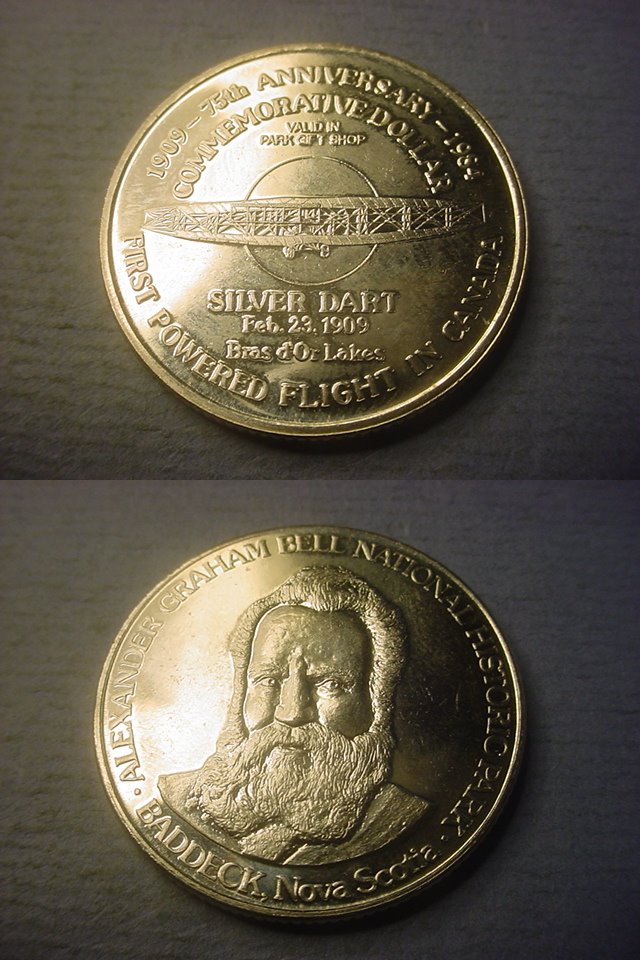 1909 – 75th ANNIVERSARY – 1984
COMMEMORATIVE DOLLAR
VALID IN
PARK GIFT SHOP
SILVER DART
Feb. 23, 1909
Bras d'Or Lakes
FIRST POWERED FLIGHT IN CANADA
· ALEXANDER GRAHAM BELL NATIONAL HISTORIC PARK ·
BADDECK, Nova Scotia